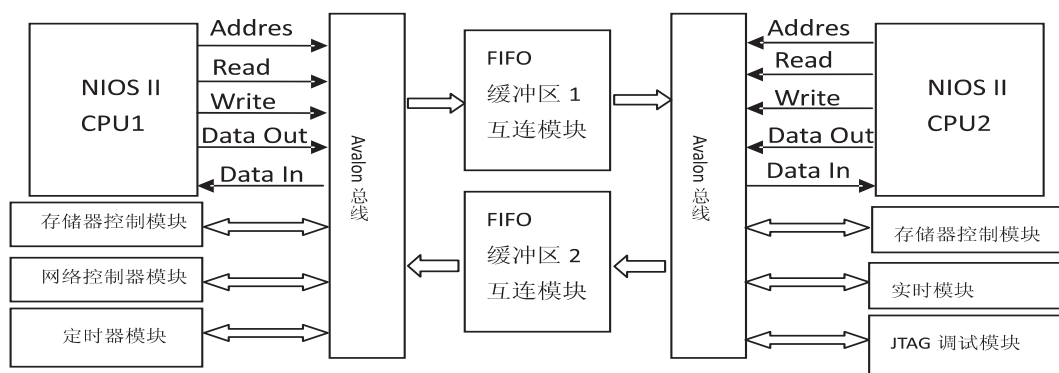 NIOS II
CPU1
Addres
Read
Write
Data Out
Data In
存储器控制模块
网络控制器模块
定时器模块
Avalon 总线
FIFO
缓冲区 1
互连模块
FIFO
缓冲区 2
互连模块
Avalon 总线
Addres
Read
Write
Data Out
Data In
NIOS II
CPU2
存储器控制模块
实时模块
JTAG 调试模块